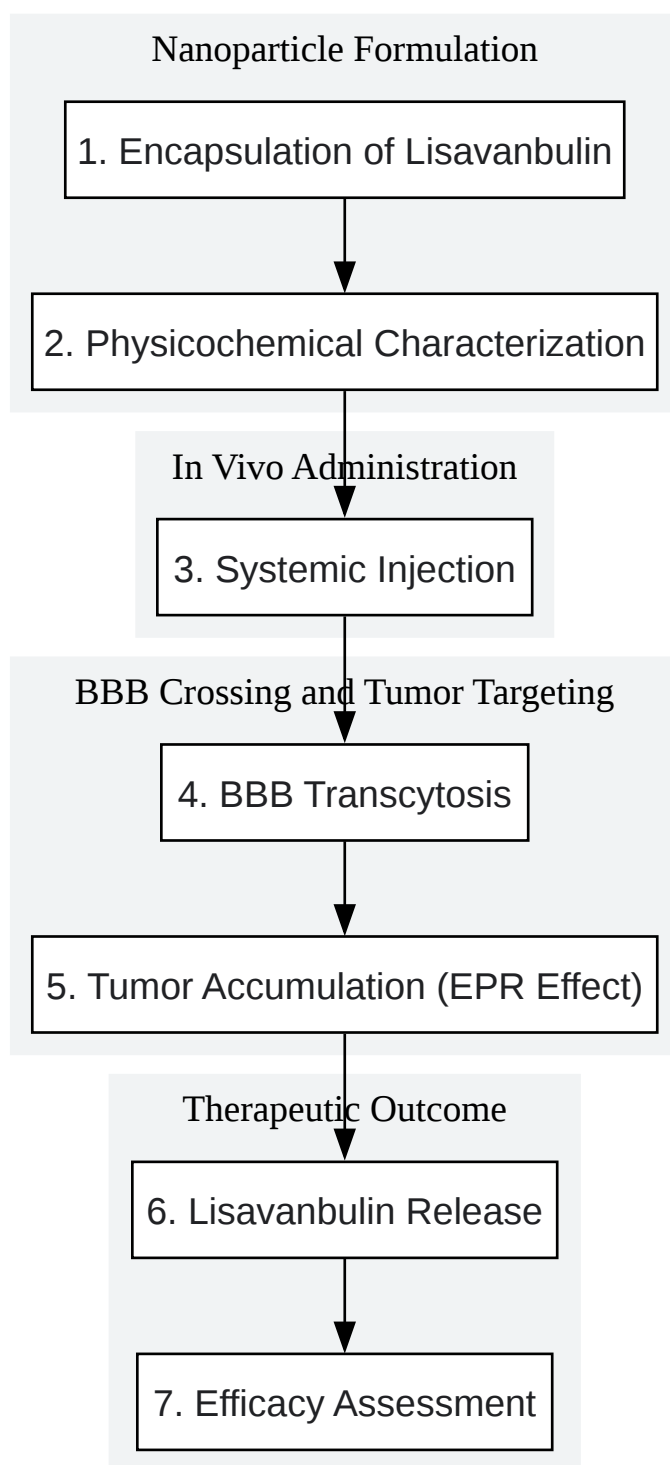 Nanoparticle Formulation
1. Encapsulation of Lisavanbulin
2. Physicochemical Characterization
In Vivo Administration
3. Systemic Injection
BBB Crossing and Tumor Targeting
4. BBB Transcytosis
5. Tumor Accumulation (EPR Effect)
Therapeutic Outcome
6. Lisavanbulin Release
7. Efficacy Assessment